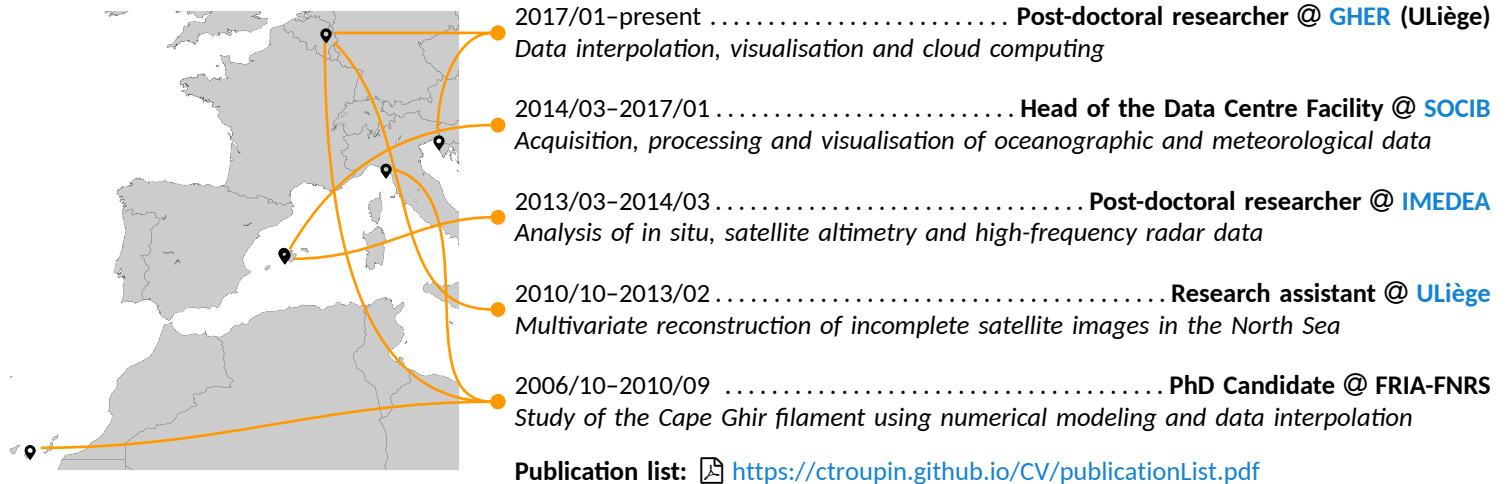 2017/01–present . . . . . . . . . . . . . . . . . . . . . . . . . . . . . . . Post-doctoral researcher @ GHER (ULiège)
Data interpolation, visualisation and cloud computing
2014/03–2017/01 . . . . . . . . . . . . . . . . . . . . . . . . . . . . . . . Head of the Data Centre Facility @ SOCIB
Acquisition, processing and visualisation of oceanographic and meteorological data
2013/03–2014/03 . . . . . . . . . . . . . . . . . . . . . . . . . . . . . . . . . . . . . . Post-doctoral researcher @ IMEDEA
Analysis of in situ, satellite altimetry and high-frequency radar data
2010/10–2013/02 . . . . . . . . . . . . . . . . . . . . . . . . . . . . . . . . . . . . . . . . . . . . . . Research assistant @ ULiège
Multivariate reconstruction of incomplete satellite images in the North Sea
2006/10–2010/09 . . . . . . . . . . . . . . . . . . . . . . . . . . . . . . . . . . . . . . . . . . . . . PhD Candidate @ FRIA-FNRS
Study of the Cape Ghir filament using numerical modeling and data interpolation
Publication list: https://ctroupin.github.io/CV/publicationList.pdf